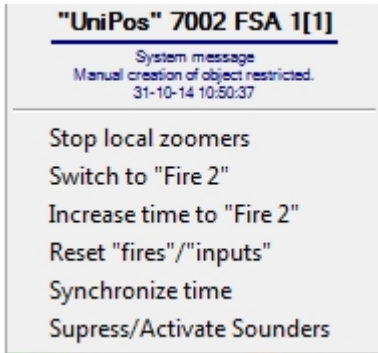 "UniPos" 7002 FSA 1[1]
System message
Manual creation of object restricted.
31-10-14 10:50:37
Stop local zoomers
Switch to "Fire 2"
Increase time to "Fire 2"
Reset "fires"/"inputs"
Synchronize time
Supress/Activate Sounders